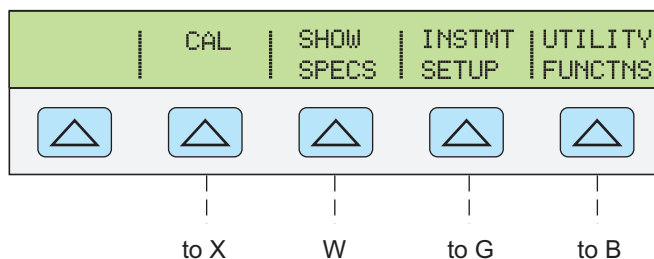 CAL SHOW INSTMT UTILITY
SPECS SETUP FUNCTNS
to X W to G to B